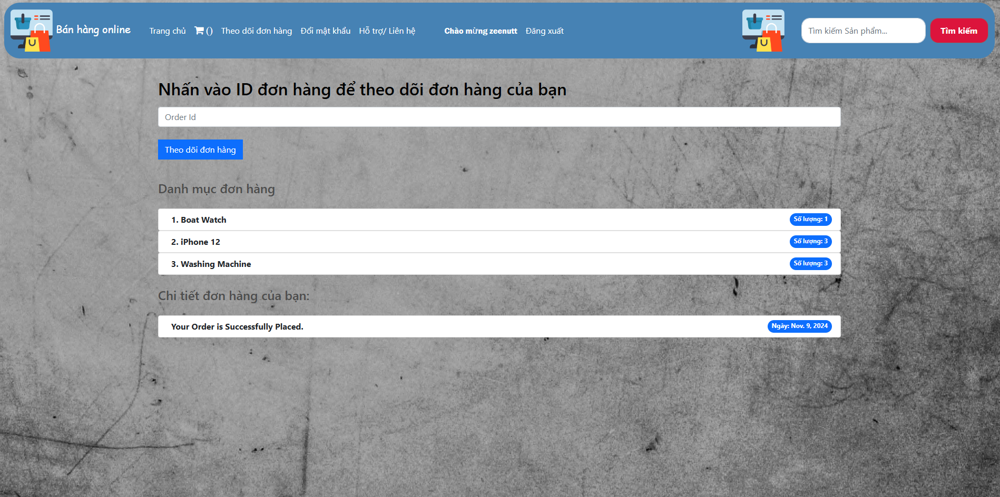 Bán hàng online Trang chủ () Theo dõi đơn hàng Đổi mật khẩu Hỗ trợ/ Liên hệ Chào mừng zeenutt Đăng xuất Tìm kiếm Sản phẩm... Tìm kiếm
Nhấn vào ID đơn hàng để theo dõi đơn hàng của bạn
Order Id
Theo dõi đơn hàng
Danh mục đơn hàng
1. Boat Watch Số lượng: 1
2. iPhone 12 Số lượng: 3
3. Washing Machine Số lượng: 3
Chi tiết đơn hàng của bạn:
Your Order is Successfully Placed. Ngày: Nov. 9, 2024